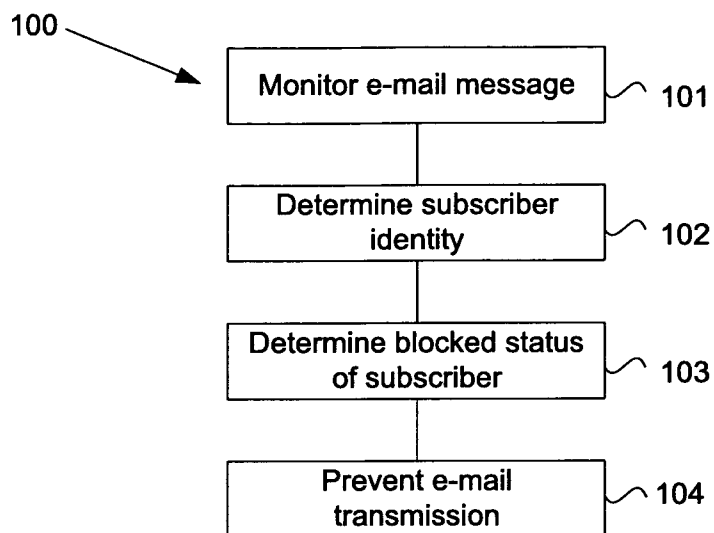 100
Monitor e-mail message
101
Determine subscriber
identity
102
Determine blocked status
of subscriber
103
Prevent e-mail
transmission
104